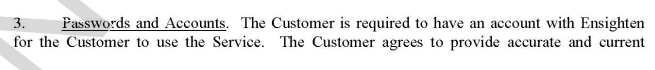 3. Passwords and Accounts. The Customer is required to have an account with Ensighten
for the Customer to use the Service. The Customer agrees to provide accurate and current